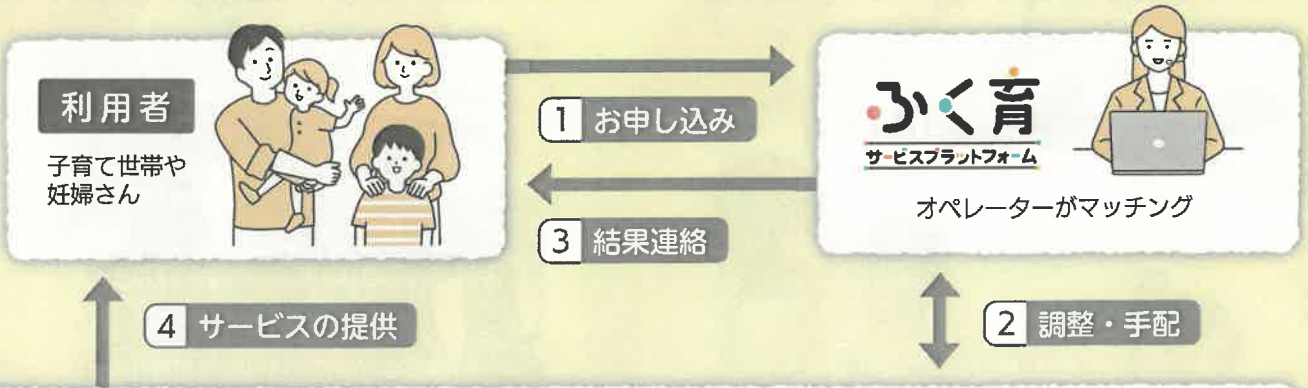 利用者
子育て世帯や
妊婦さん
1 お申し込み
3 結果連絡
ふく育
サービスプラットフォーム
オペレーターがマッチング
4 サービスの提供
2 調整・手配